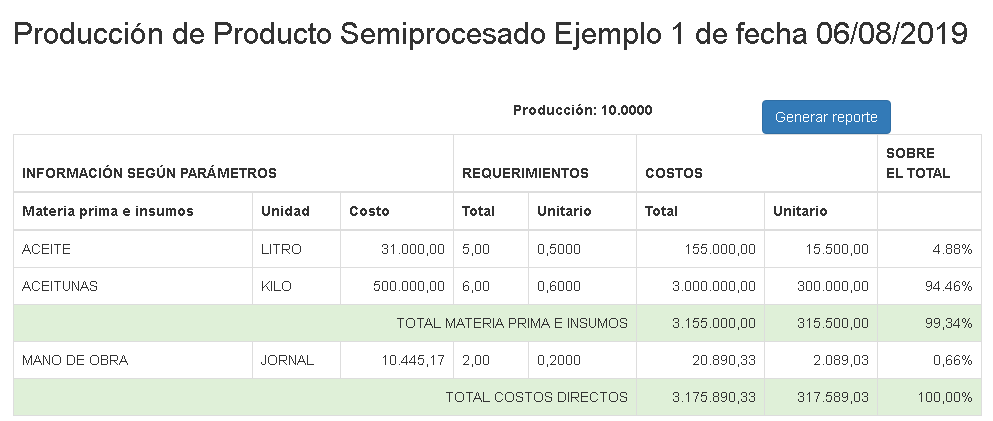 Producción de Producto Semiprocesado Ejemplo 1 de fecha 06/08/2019
Producción: 10.0000
Generar reporte
INFORMACIÓN SEGÚN PARÁMETROS REQUERIMIENTOS COSTOS SOBRE EL TOTAL
Materia prima e insumos Unidad Costo Total Unitario Total Unitario
ACEITE LITRO 31.000,00 5,00 0,5000 155.000,00 15.500,00 4.88%
ACEITUNAS KILO 500.000,00 6,00 0,6000 3.000.000,00 300.000,00 94.46%
TOTAL MATERIA PRIMA E INSUMOS 3.155.000,00 315.500,00 99,34%
MANO DE OBRA JORNAL 10.445,17 2,00 0,2000 20.890,33 2.089,03 0,66%
TOTAL COSTOS DIRECTOS 3.175.890,33 317.589,03 100,00%